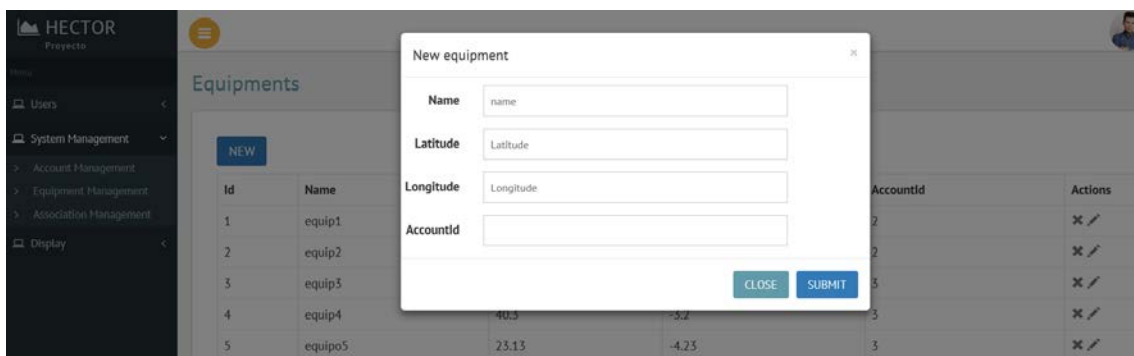 HECTOR
Proyecto
Menu
Users
System Management
Account Management
Equipment Management
Association Management
Display
Equipments
NEW
Id Name AccountId Actions
1 equip1 2
2 equip2 2
3 equip3 3
4 equip4 40.3 -3.2 3
5 equipo5 23.13 -4.23 3
New equipment
Name name
Latitude Latitude
Longitude Longitude
AccountId
CLOSE SUBMIT